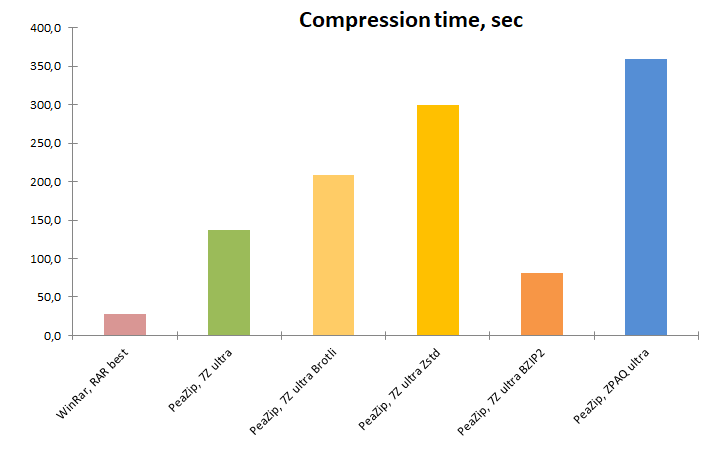 Compression time, sec
400,0
350,0
300,0
250,0
200,0
150,0
100,0
50,0
0,0
WinRar, RAR best
PeaZip, 7Z ultra
PeaZip, 7Z ultra Brotli
PeaZip, 7Z ultra Zstd
PeaZip, 7Z ultra BZIP2
PeaZip, ZPAQ ultra